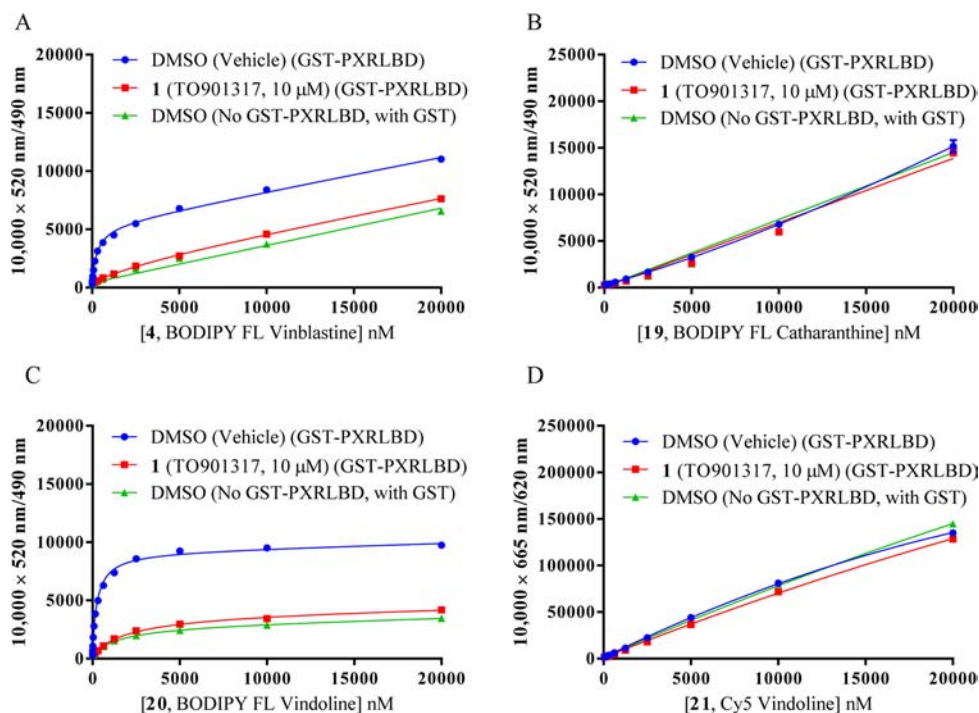 A
20000
15000
10000
5000
0
10,000 × 520 nm/490 nm
DMSO (Vehicle) (GST-PXRLBD)
1 (TO901317, 10 μM) (GST-PXRLBD)
DMSO (No GST-PXRLBD, with GST)
0 5000 10000 15000 20000
[4, BODIPY FL Vinblastine] nM
B
25000
20000
15000
10000
5000
0
10,000 × 520 nm/490 nm
DMSO (Vehicle) (GST-PXRLBD)
1 (TO901317, 10 μM) (GST-PXRLBD)
DMSO (No GST-PXRLBD, with GST)
0 5000 10000 15000 20000
[19, BODIPY FL Catharanthine] nM
C
20000
15000
10000
5000
0
10,000 × 520 nm/490 nm
DMSO (Vehicle) (GST-PXRLBD)
1 (TO901317, 10 μM) (GST-PXRLBD)
DMSO (No GST-PXRLBD, with GST)
0 5000 10000 15000 20000
[20, BODIPY FL Vindoline] nM
D
250000
200000
150000
100000
50000
0
10,000 × 665 nm/620 nm
DMSO (Vehicle) (GST-PXRLBD)
1 (TO901317, 10 μM) (GST-PXRLBD)
DMSO (No GST-PXRLBD, with GST)
0 5000 10000 15000 20000
[21, Cy5 Vindoline] nM